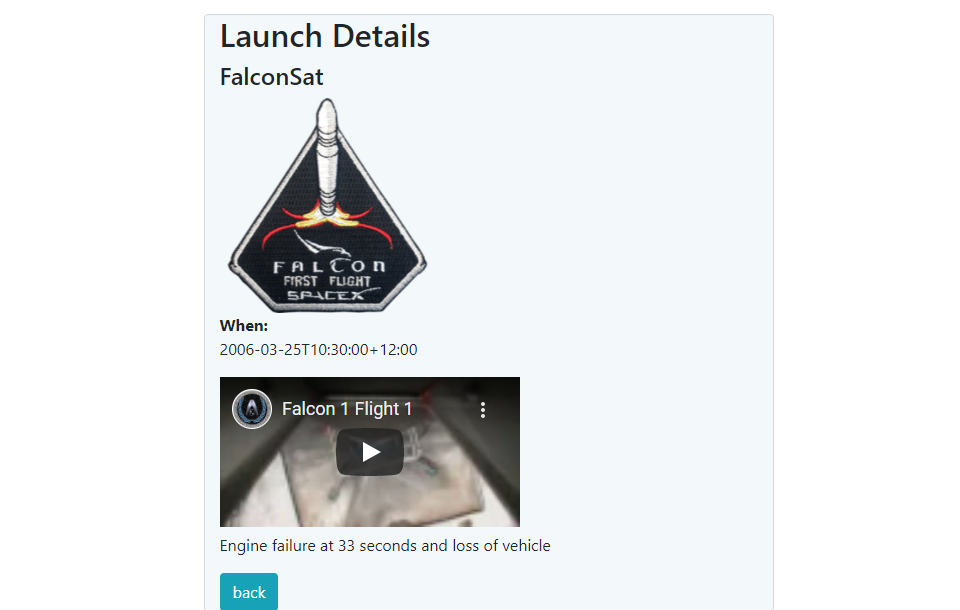 Launch Details
FalconSat
FALCON
FIRST FLIGHT
SPACEX
When:
2006-03-25T10:30:00+12:00
Falcon 1 Flight 1
Engine failure at 33 seconds and loss of vehicle
back